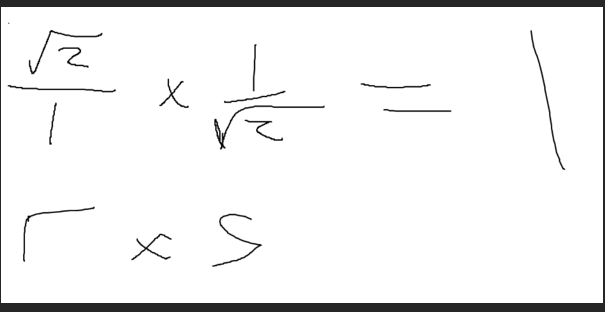 √2/1 × 1/√2 = 1
r × s